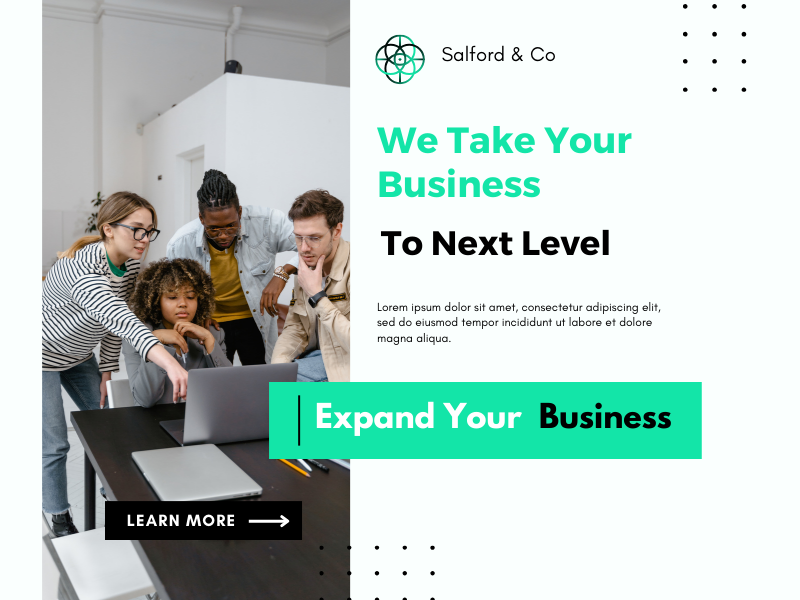 Salford & Co
We Take Your
Business
To Next Level
Lorem ipsum dolor sit amet, consectetur adipiscing elit,
sed do eiusmod tempor incididunt ut labore et dolore
magna aliqua.
Expand Your Business
LEARN MORE